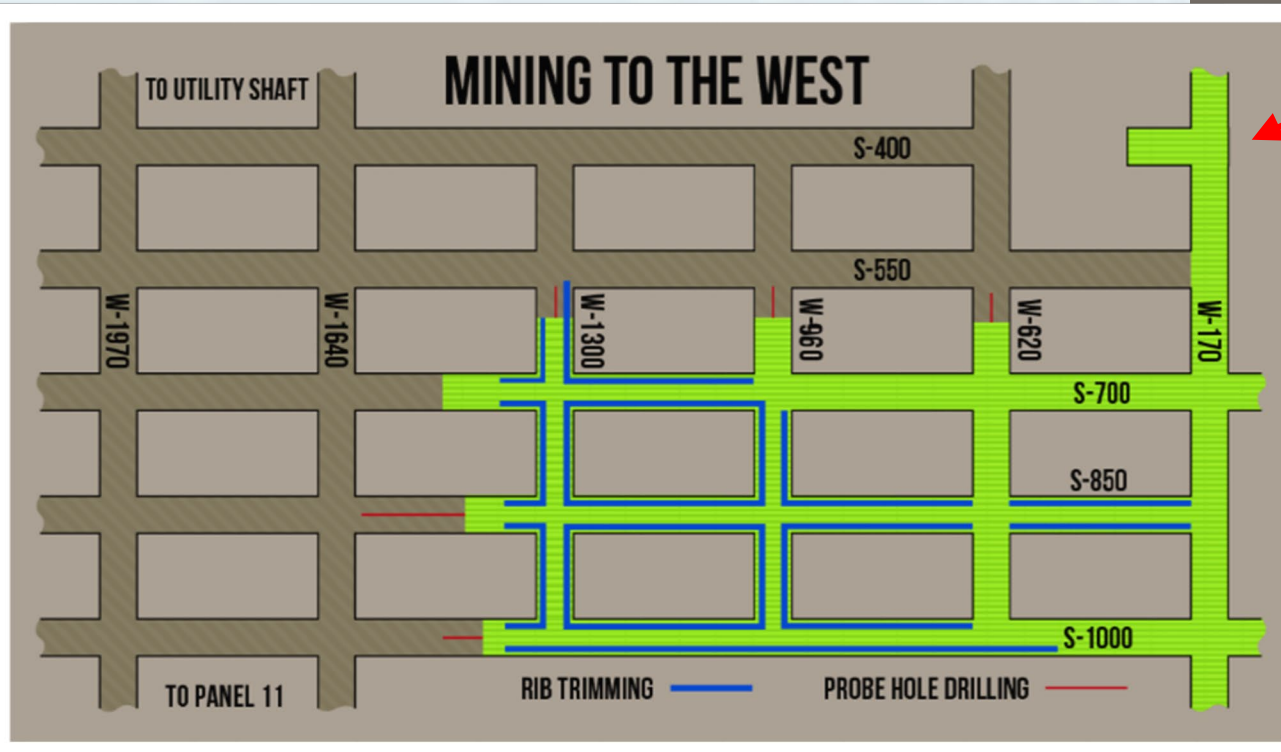 MINING TO THE WEST
TO UTILITY SHAFT
S-400
S-550
W-1970
W-1640
W-1300
W-960
W-620
W-170
S-700
S-850
S-1000
TO PANEL 11
RIB TRIMMING
PROBE HOLE DRILLING